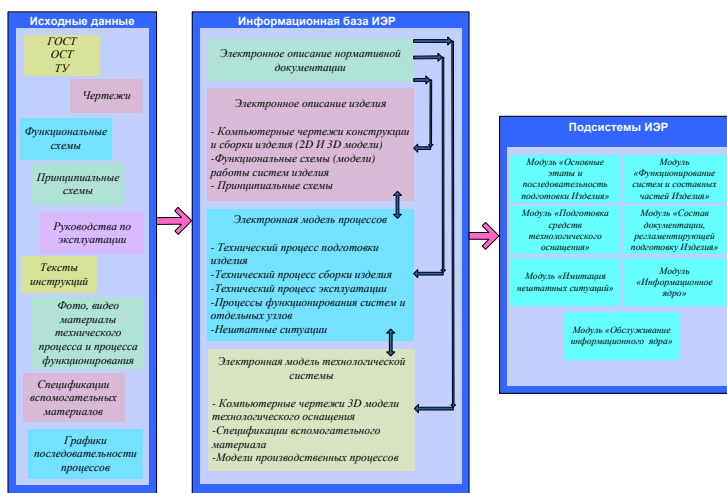 Исходные данные
ГОСТ
ОСТ
ТУ
Чертежи
Функциональные
схемы
Принципиальные
схемы
Руководства по
эксплуатации
Тексты
инструкций
Фото, видео
материалы
технического
процесса и процесса
функционирования
Спецификации
вспомогательных
материалов
Графики
последовательности
процессов
Информационная база ИЭР
Электронное описание нормативной
документации
Электронное описание изделия
- Компьютерные чертежи конструкции
и сборки изделия (2D И 3D модели)
-Функциональные схемы (модели)
работы систем изделия
- Принципиальные схемы
Электронная модель процессов
- Технический процесс подготовки
изделия
-Технический процесс сборки изделия
-Технический процесс эксплуатации
-Процессы функционирования систем и
отдельных узлов
-Нештатные ситуации
Электронная модель технологической
системы
- Компьютерные чертежи 3D модели
технологического оснащения
-Спецификации вспомогательного
материала
-Модели производственных процессов
Подсистемы ИЭР
Модуль «Основные
этапы и
последовательность
подготовки Изделия»
Модуль
«Функционирование
систем и составных
частей Изделия»
Модуль «Подготовка
средств
технологического
оснащения»
Модуль «Состав
документации,
регламентирующей
подготовку Изделия»
Модуль «Имитация
нештатных ситуаций»
Модуль
«Информационное
ядро»
Модуль «Обслуживание
информационного ядра»